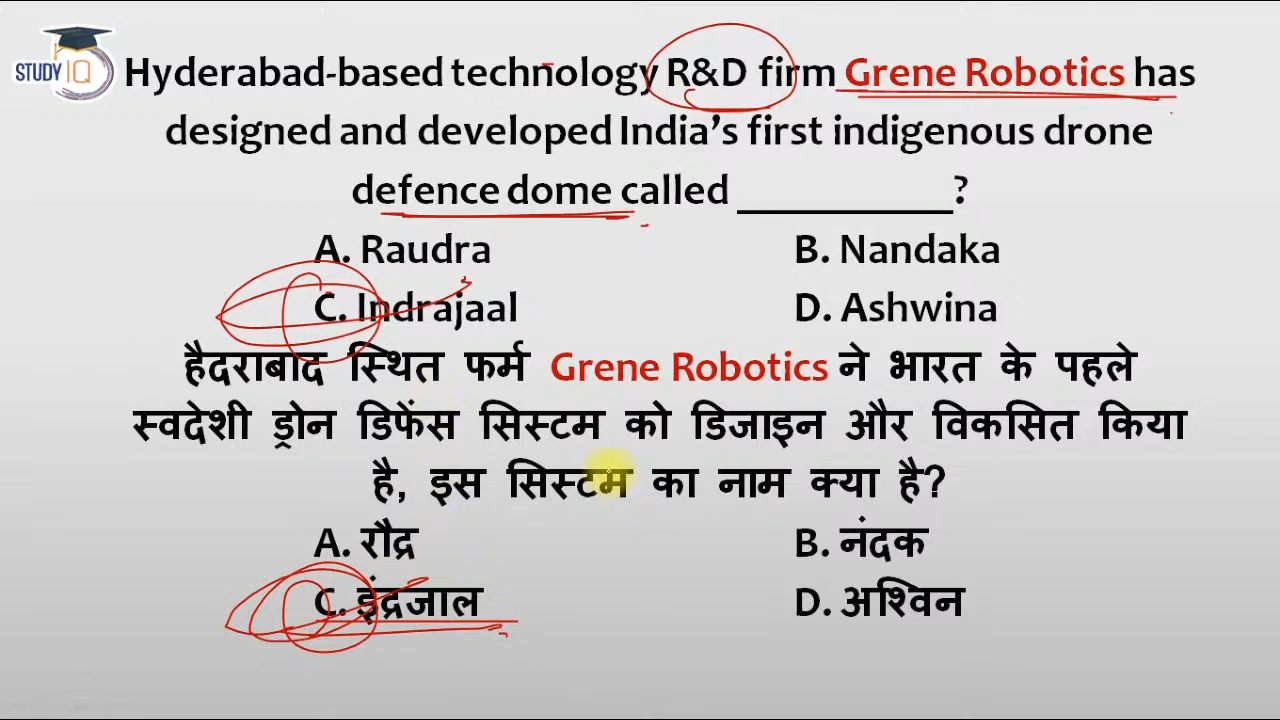 STUDY IQ
Hyderabad-based technology R&D firm Grene Robotics has
designed and developed India's first indigenous drone
defence dome called __________?
A. Raudra B. Nandaka
C. Indrajaal D. Ashwina
हैदराबाद स्थित फर्म Grene Robotics ने भारत के पहले
स्वदेशी ड्रोन डिफेंस सिस्टम को डिजाइन और विकसित किया
है, इस सिस्टम का नाम क्या है?
A. रौद्र B. नंदक
C. इंद्रजाल D. अश्विन